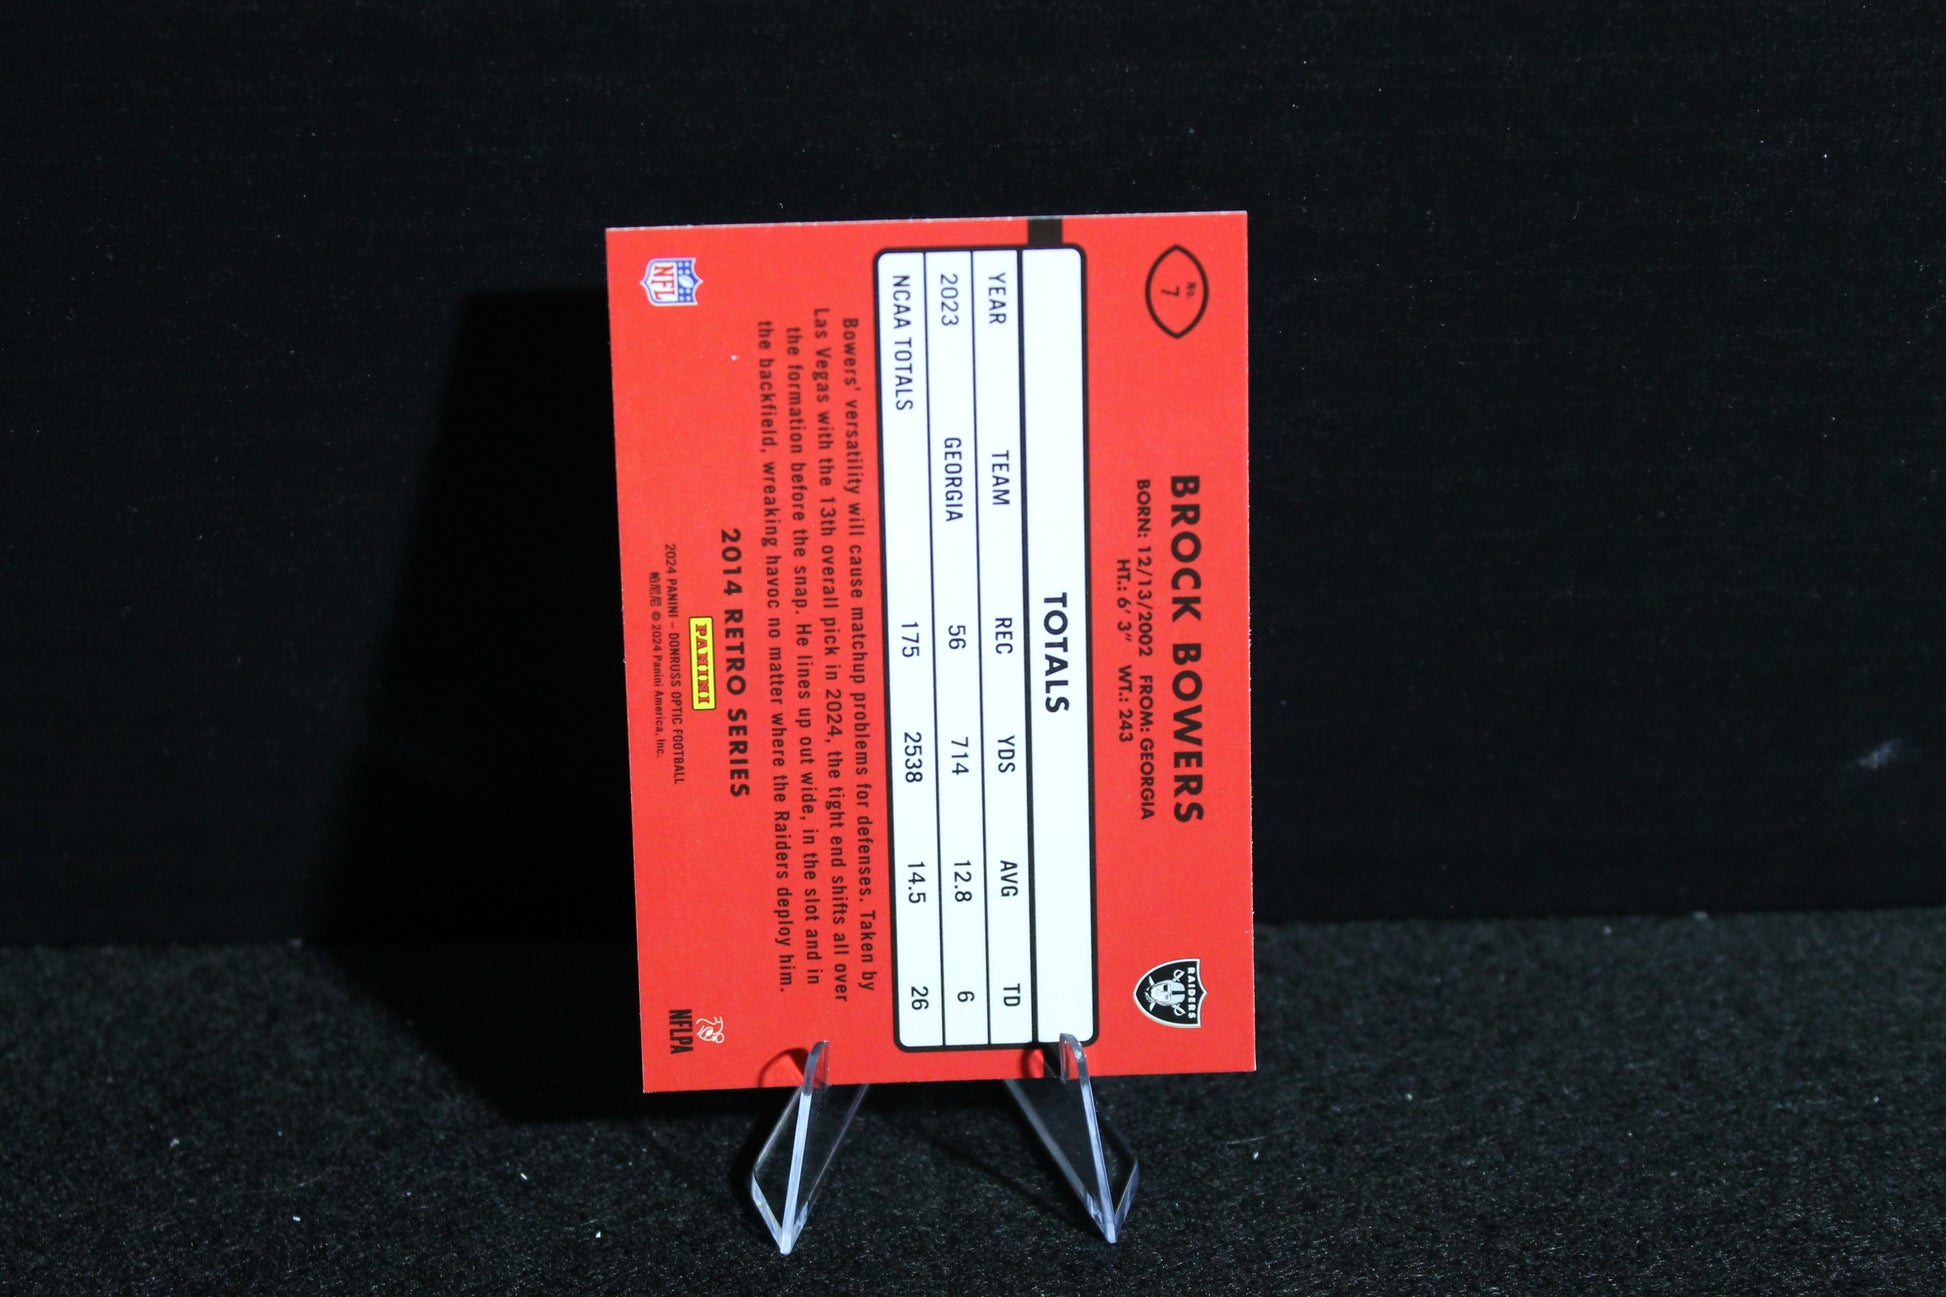 No.
7
BROCK BOWERS
BORN: 12/13/2002 FROM: GEORGIA
HT.: 6' 3" WT.: 243
RAIDERS
TOTALS
YEAR TEAM REC YDS AVG TD
2023 GEORGIA 56 714 12.8 6
NCAA TOTALS 175 2538 14.5 26
Bowers' versatility will cause matchup problems for defenses. Taken by
Las Vegas with the 13th overall pick in 2024, the tight end shifts all over
the formation before the snap. He lines up out wide, in the slot and in
the backfield, wreaking havoc no matter where the Raiders deploy him.
2014 RETRO SERIES
PANINI
NFL
2024 PANINI – DONRUSS OPTIC FOOTBALL
帕尼尼 © 2024 Panini America, Inc.
NFLPA